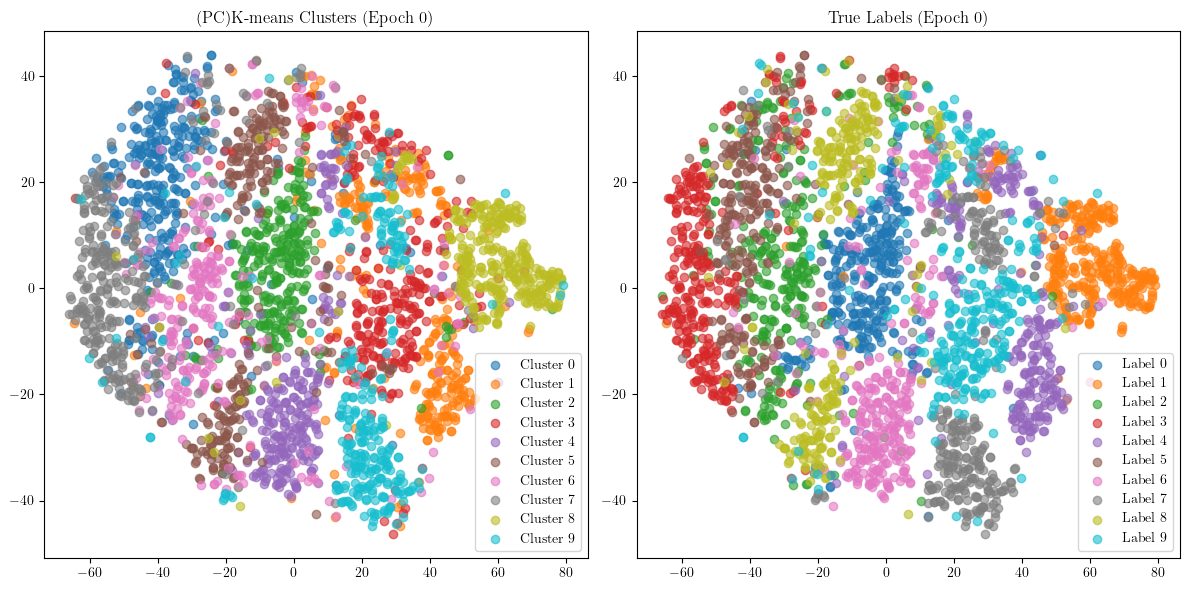 (PC)K-means Clusters (Epoch 0)
40
20
0
−20
−40
−60
−40
−20
0
20
40
60
80
Cluster 0
Cluster 1
Cluster 2
Cluster 3
Cluster 4
Cluster 5
Cluster 6
Cluster 7
Cluster 8
Cluster 9
True Labels (Epoch 0)
40
20
0
−20
−40
−60
−40
−20
0
20
40
60
80
Label 0
Label 1
Label 2
Label 3
Label 4
Label 5
Label 6
Label 7
Label 8
Label 9